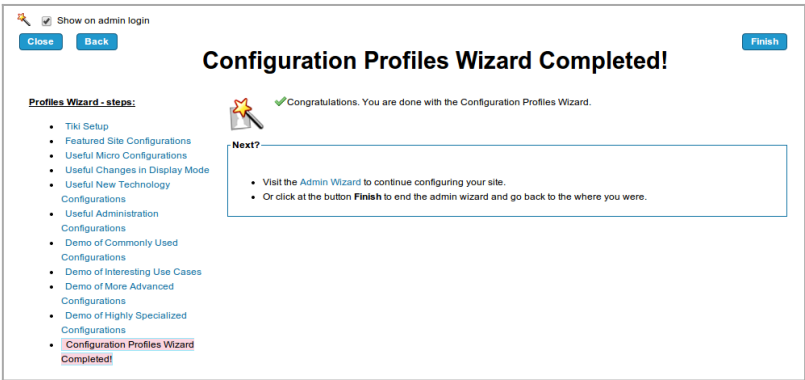 Show on admin login
Close Back Finish
Configuration Profiles Wizard Completed!
Profiles Wizard - steps:
Tiki Setup
Featured Site Configurations
Useful Micro Configurations
Useful Changes in Display Mode
Useful New Technology
Configurations
Useful Administration
Configurations
Demo of Commonly Used
Configurations
Demo of Interesting Use Cases
Demo of More Advanced
Configurations
Demo of Highly Specialized
Configurations
Configuration Profiles Wizard
Completed!
Congratulations. You are done with the Configuration Profiles Wizard.
Next?
Visit the Admin Wizard to continue configuring your site.
Or click at the button Finish to end the admin wizard and go back to the where you were.